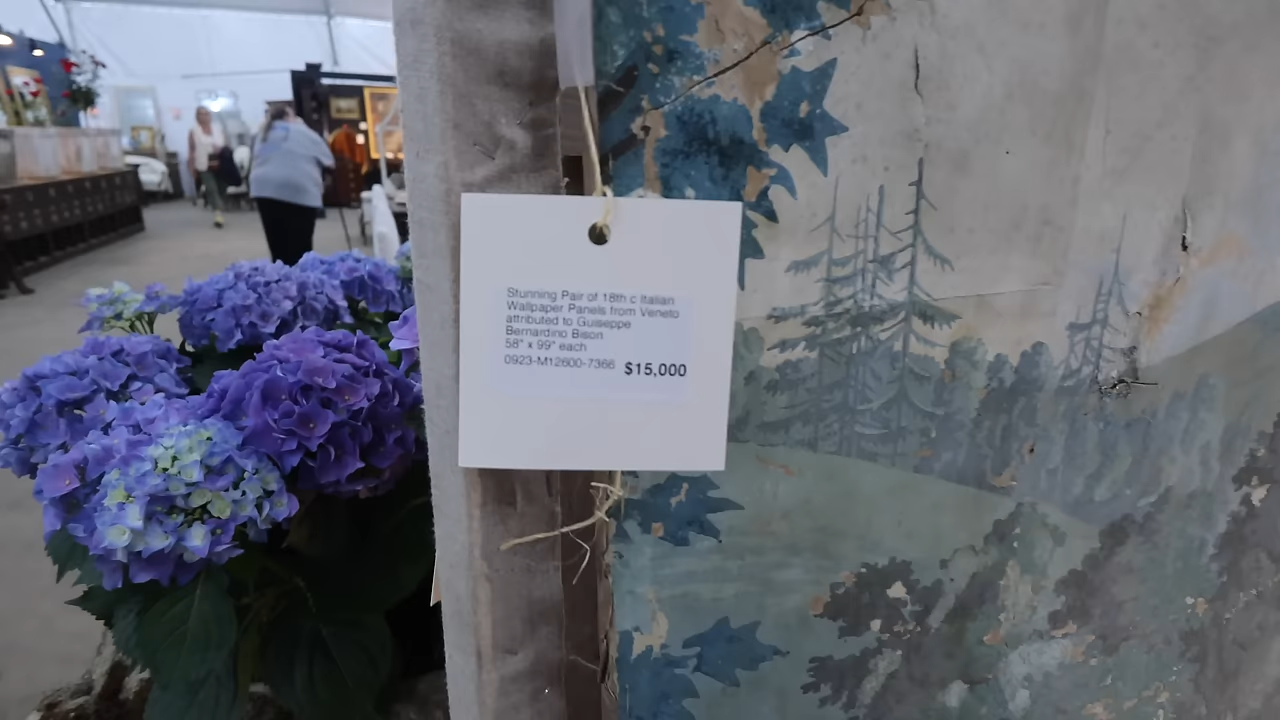 Stunning Pair of 18th c Italian
Wallpaper Panels from Veneto
attributed to Guiseppe
Bernardino Bison
58" x 99" each
0923-M12600-7366 $15,000